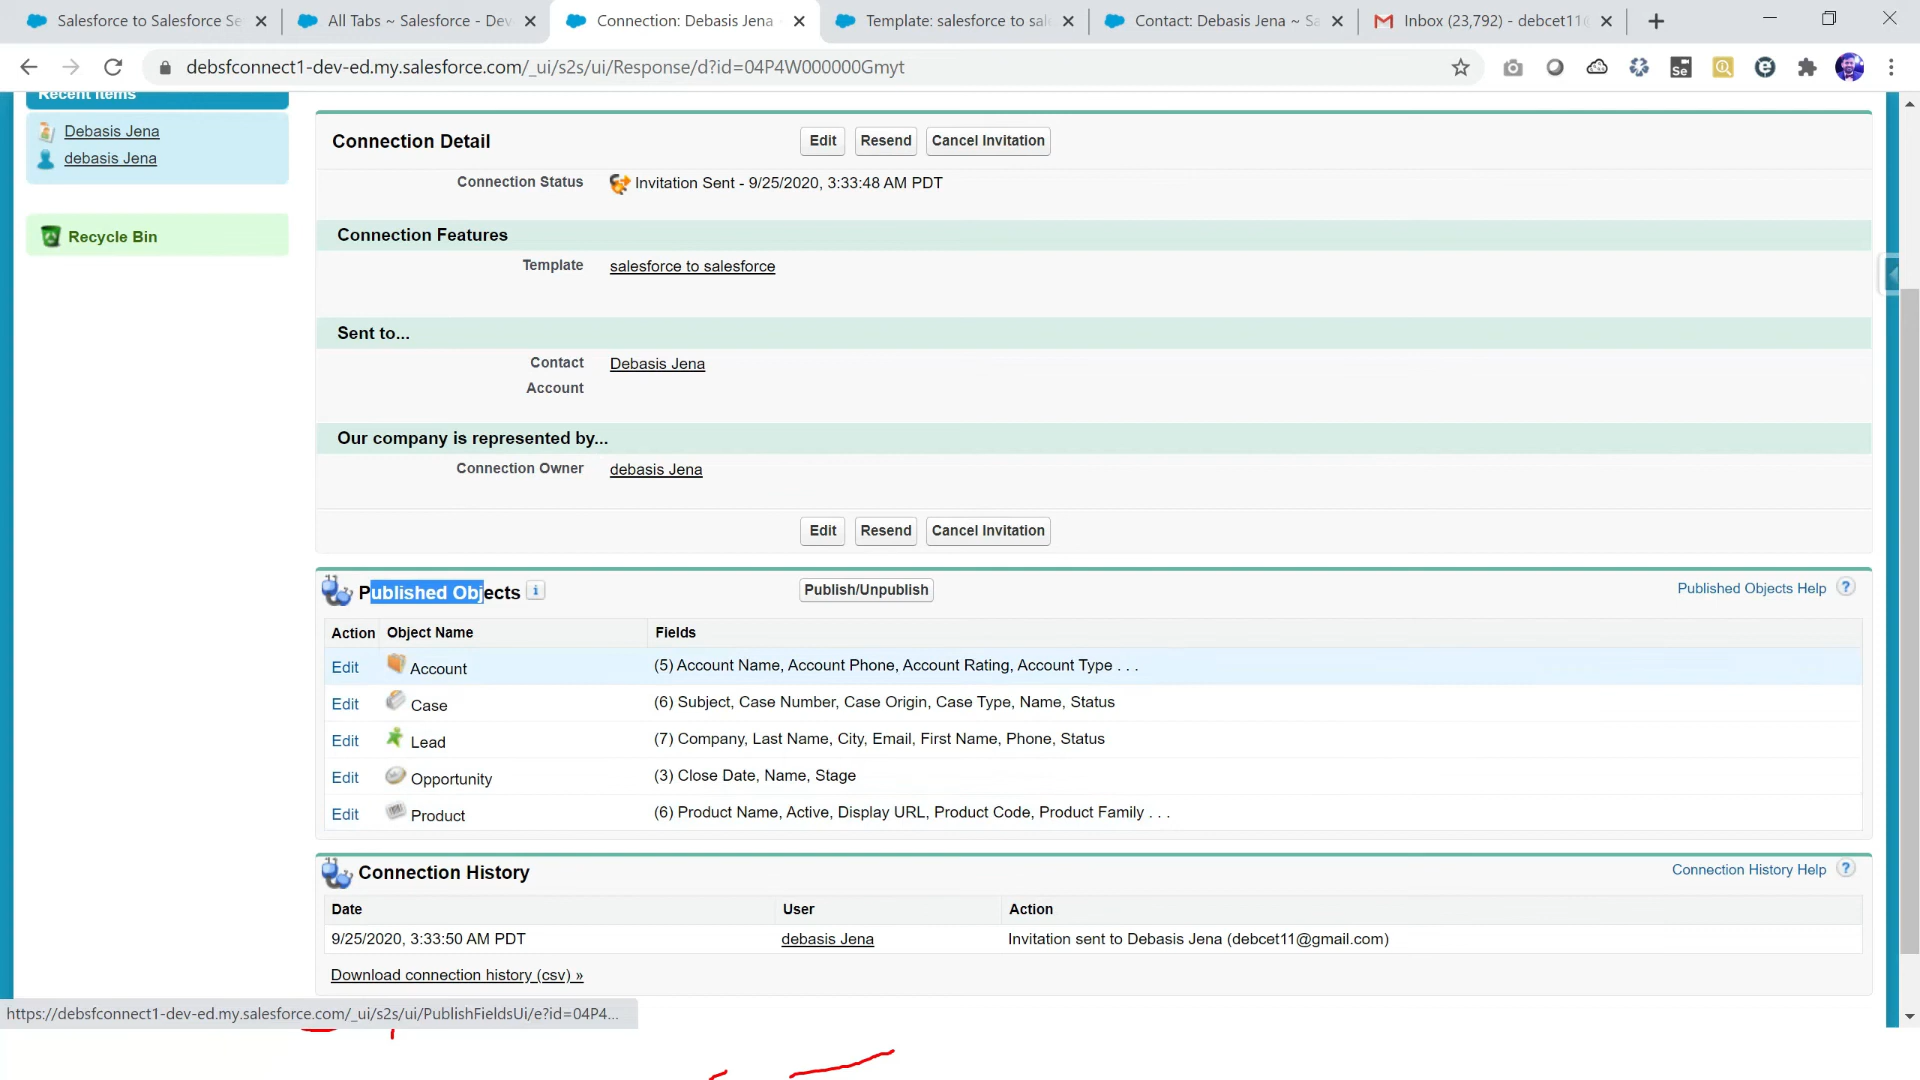 Salesforce to Salesforce Se
All Tabs ~ Salesforce - Dev
Connection: Debasis Jena
Template: salesforce to sal
Contact: Debasis Jena ~ Sa
Inbox (23,792) - debcet11@
debsfconnect1-dev-ed.my.salesforce.com/_ui/s2s/ui/Response/d?id=04P4W000000Gmyt
Se
Recent Items
Debasis Jena
debasis Jena
Recycle Bin
Connection Detail
Edit
Resend
Cancel Invitation
Connection Status
Invitation Sent - 9/25/2020, 3:33:48 AM PDT
Connection Features
Template
salesforce to salesforce
Sent to...
Contact
Debasis Jena
Account
Our company is represented by...
Connection Owner
debasis Jena
Edit
Resend
Cancel Invitation
Published Objects
i
Publish/Unpublish
Published Objects Help
?
Action
Object Name
Fields
Edit
Account
(5) Account Name, Account Phone, Account Rating, Account Type . . .
Edit
Case
(6) Subject, Case Number, Case Origin, Case Type, Name, Status
Edit
Lead
(7) Company, Last Name, City, Email, First Name, Phone, Status
Edit
Opportunity
(3) Close Date, Name, Stage
Edit
Product
(6) Product Name, Active, Display URL, Product Code, Product Family . . .
Connection History
Connection History Help
?
Date
User
Action
9/25/2020, 3:33:50 AM PDT
debasis Jena
Invitation sent to Debasis Jena (debcet11@gmail.com)
Download connection history (csv) »
https://debsfconnect1-dev-ed.my.salesforce.com/_ui/s2s/ui/PublishFieldsUi/e?id=04P4...